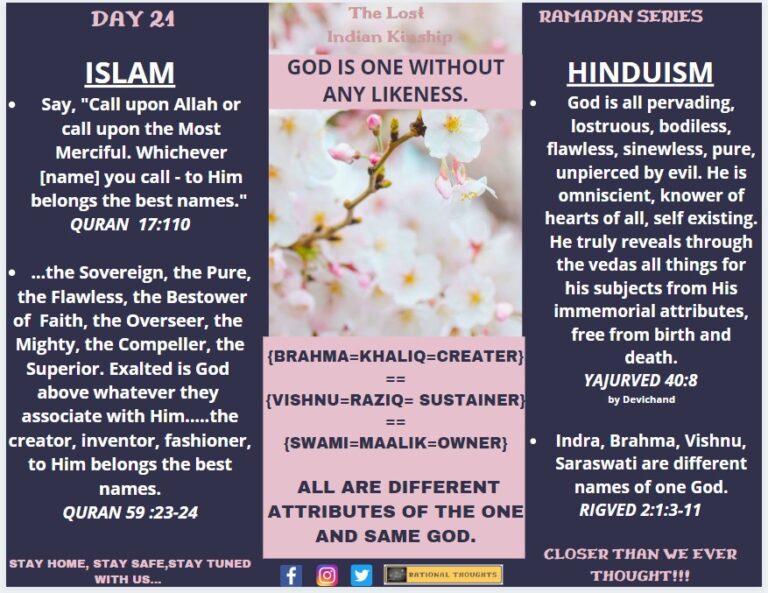 DAY 21
ISLAM
• Say, "Call upon Allah or
call upon the Most
Merciful. Whichever
[name] you call - to Him
belongs the best names."
QURAN 17:110
• ...the Sovereign, the Pure,
the Flawless, the Bestower
of Faith, the Overseer, the
Mighty, the Compeller, the
Superior. Exalted is God
above whatever they
associate with Him.....the
creator, inventor, fashioner,
to Him belongs the best
names.
QURAN 59 :23-24
STAY HOME, STAY SAFE,STAY TUNED
WITH US...
The Lost
Indian Kinship
GOD IS ONE WITHOUT
ANY LIKENESS.
{BRAHMA=KHALIQ=CREATER}
==
{VISHNU=RAZIQ= SUSTAINER}
==
{SWAMI=MAALIK=OWNER}
ALL ARE DIFFERENT
ATTRIBUTES OF THE ONE
AND SAME GOD.
RATIONAL THOUGHTS
RAMADAN SERIES
HINDUISM
• God is all pervading,
lostruous, bodiless,
flawless, sinewless, pure,
unpierced by evil. He is
omniscient, knower of
hearts of all, self existing.
He truly reveals through
the vedas all things for
his subjects from His
immemorial attributes,
free from birth and
death.
YAJURVED 40:8
by Devichand
• Indra, Brahma, Vishnu,
Saraswati are different
names of one God.
RIGVED 2:1:3-11
CLOSER THAN WE EVER
THOUGHT!!!